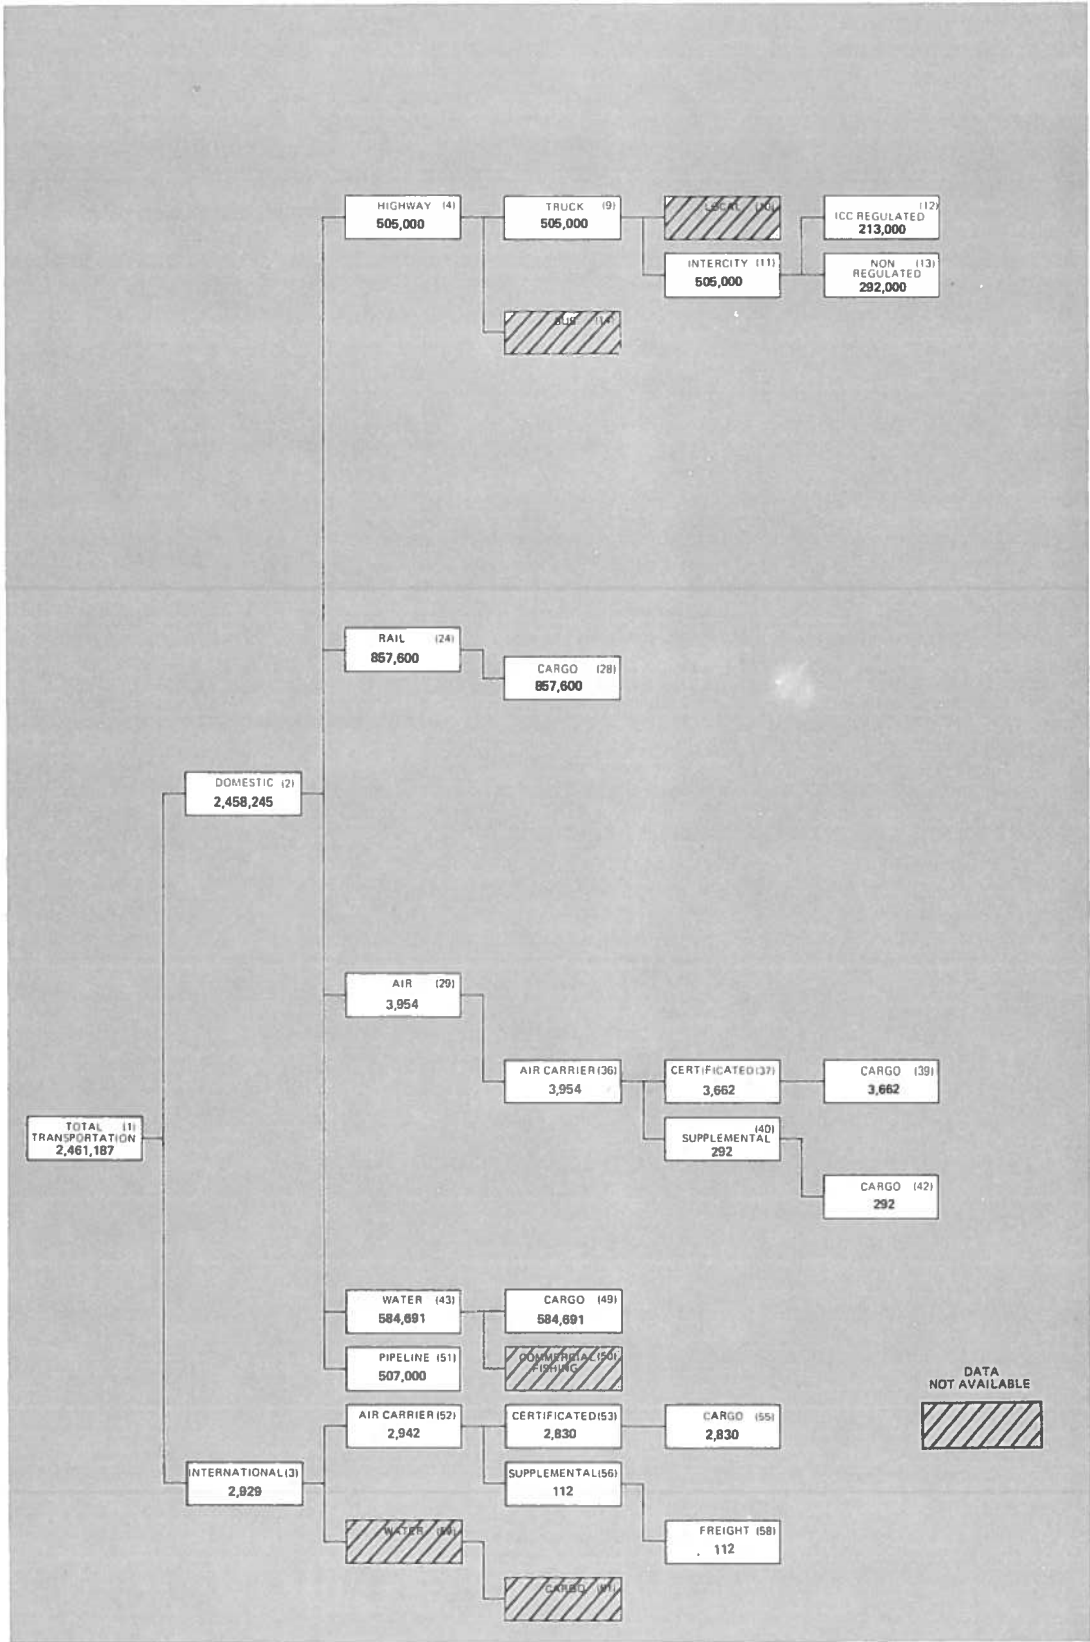 HIGHWAY (4)
505,000
TRUCK (9)
505,000
LOCAL (10)
INTERCITY (11)
505,000
(12)
ICC REGULATED
213,000
NON (13)
REGULATED
292,000
BUS (14)
RAIL (24)
857,600
CARGO (28)
857,600
DOMESTIC (2)
2,458,245
AIR (29)
3,954
AIR CARRIER (36)
3,954
CERTIFICATED (37)
3,662
CARGO (39)
3,662
(40)
SUPPLEMENTAL
292
CARGO (42)
292
TOTAL (1)
TRANSPORTATION
2,461,187
WATER (43)
584,691
CARGO (49)
584,691
PIPELINE (51)
507,000
COMMERCIAL (50)
FISHING
DATA
NOT AVAILABLE
AIR CARRIER (52)
2,942
CERTIFICATED (53)
2,830
CARGO (55)
2,830
INTERNATIONAL (3)
2,929
SUPPLEMENTAL (56)
112
FREIGHT (58)
112
WATER
CARGO (61)